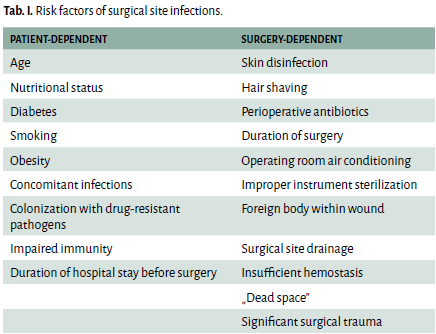 Tab. I. Risk factors of surgical site infections.
PATIENT-DEPENDENT SURGERY-DEPENDENT
Age Skin disinfection
Nutritional status Hair shaving
Diabetes Perioperative antibiotics
Smoking Duration of surgery
Obesity Operating room air conditioning
Concomitant infections Improper instrument sterilization
Colonization with drug-resistant Foreign body within wound
pathogens
Impaired immunity Surgical site drainage
Duration of hospital stay before surgery Insufficient hemostasis
„Dead space”
Significant surgical trauma